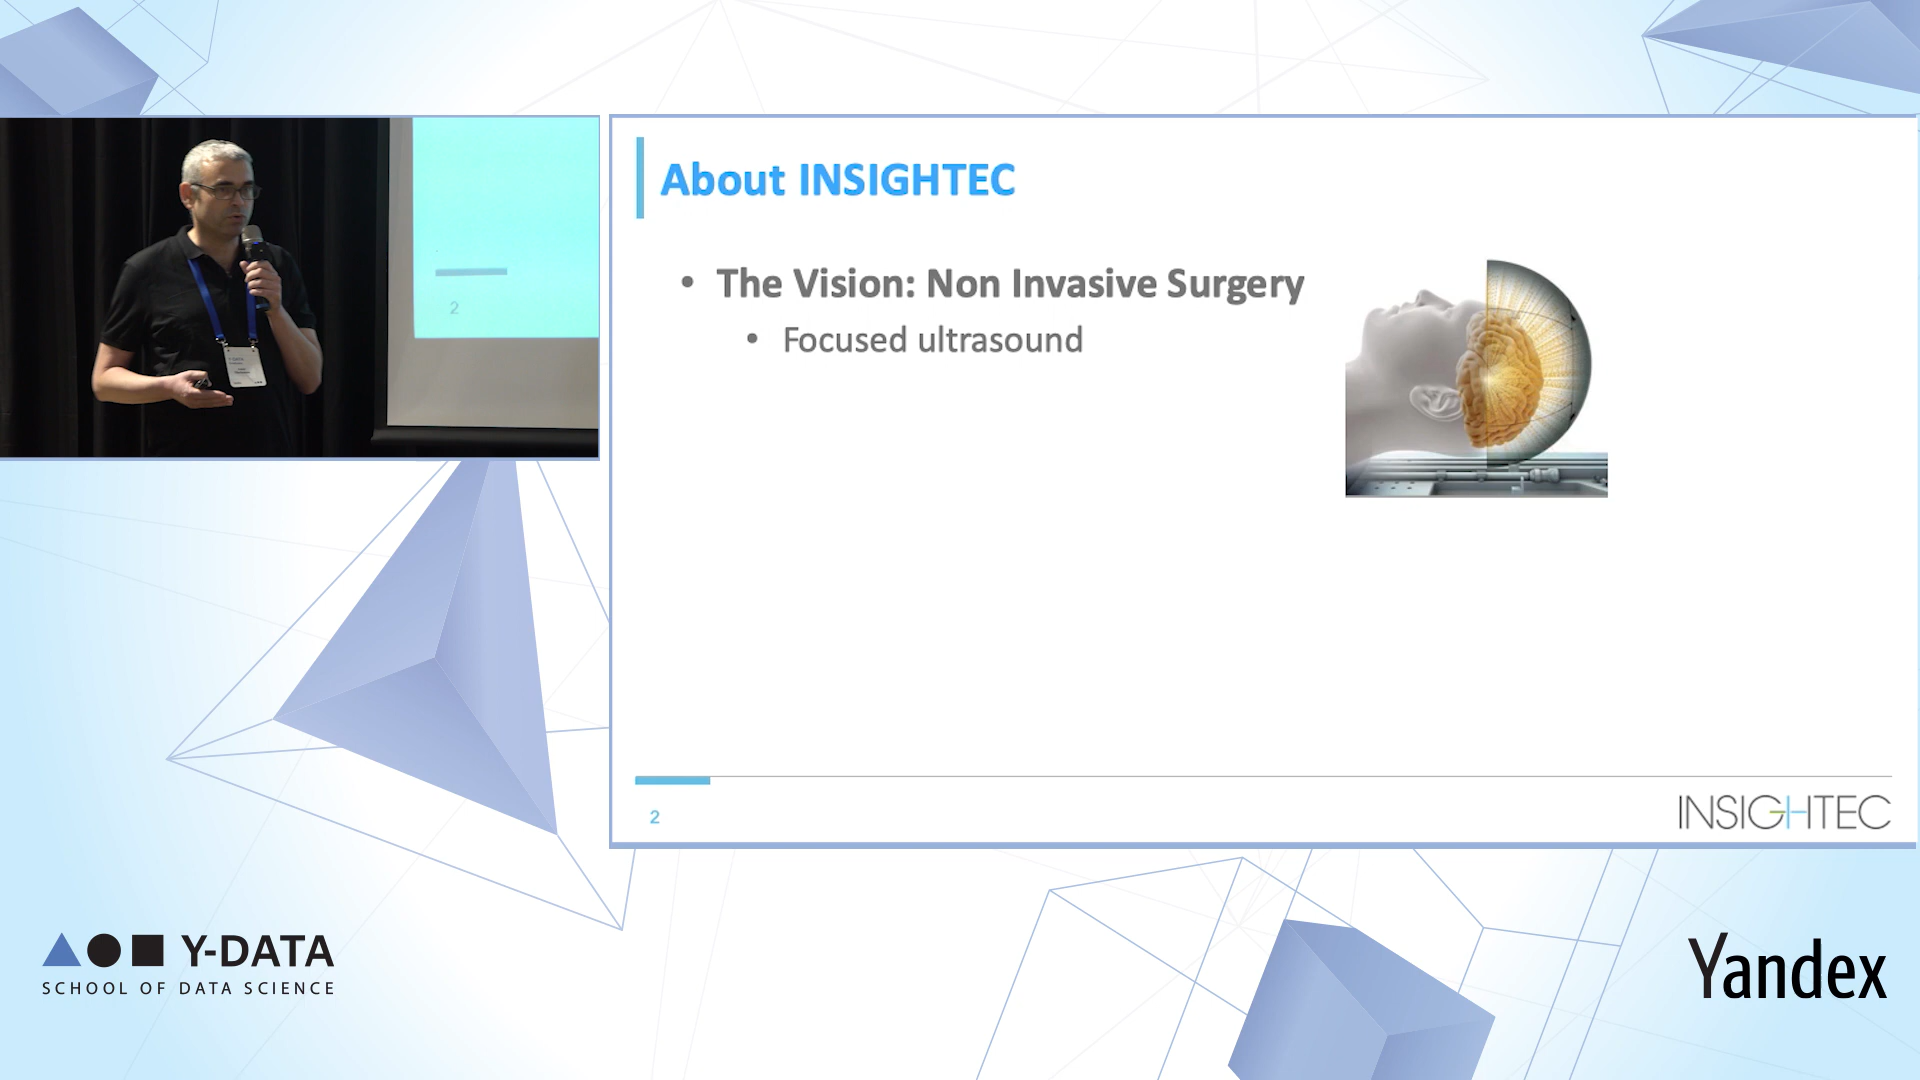 About INSIGHTEC
• The Vision: Non Invasive Surgery
• Focused ultrasound
2
2
INSIGHTEC
Y-DATA
SCHOOL OF DATA SCIENCE
Yandex